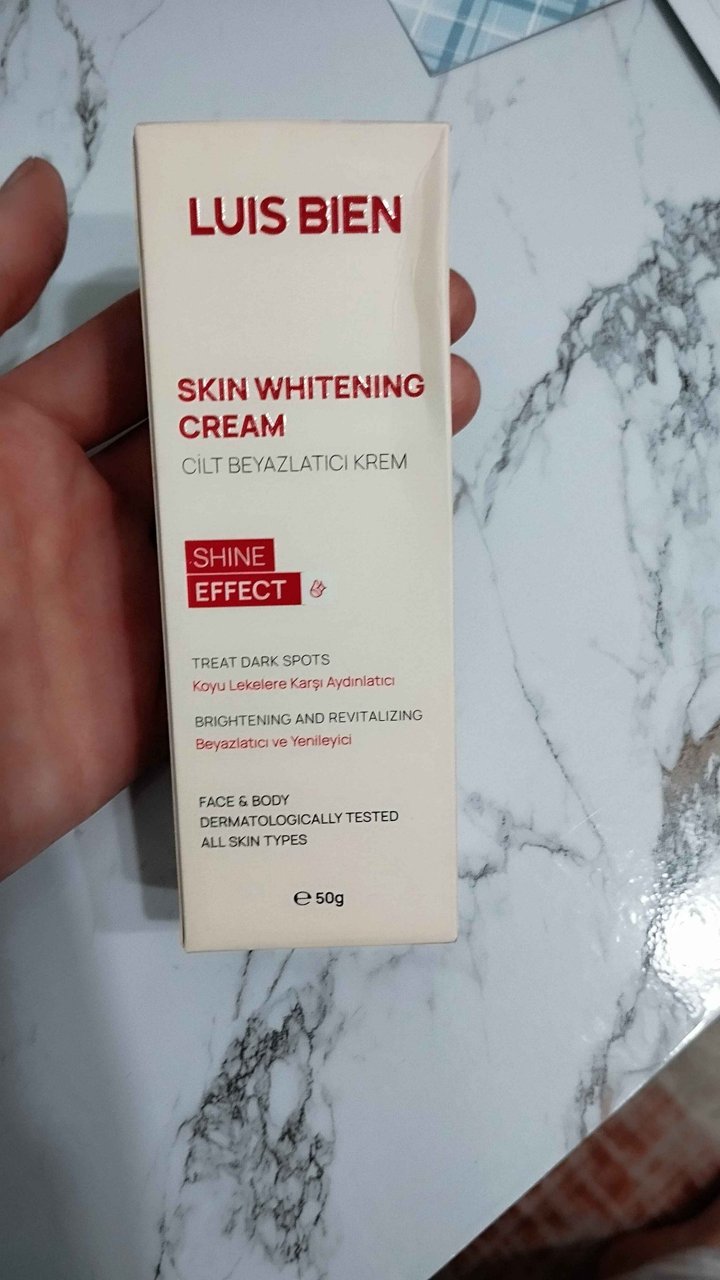 LUIS BIEN
SKIN WHITENING
CREAM
CİLT BEYAZLATICI KREM
SHINE
EFFECT
TREAT DARK SPOTS
Koyu Lekelere Karşı Aydınlatıcı
BRIGHTENING AND REVITALIZING
Beyazlatıcı ve Yenileyici
FACE & BODY
DERMATOLOGICALLY TESTED
ALL SKIN TYPES
℮ 50g